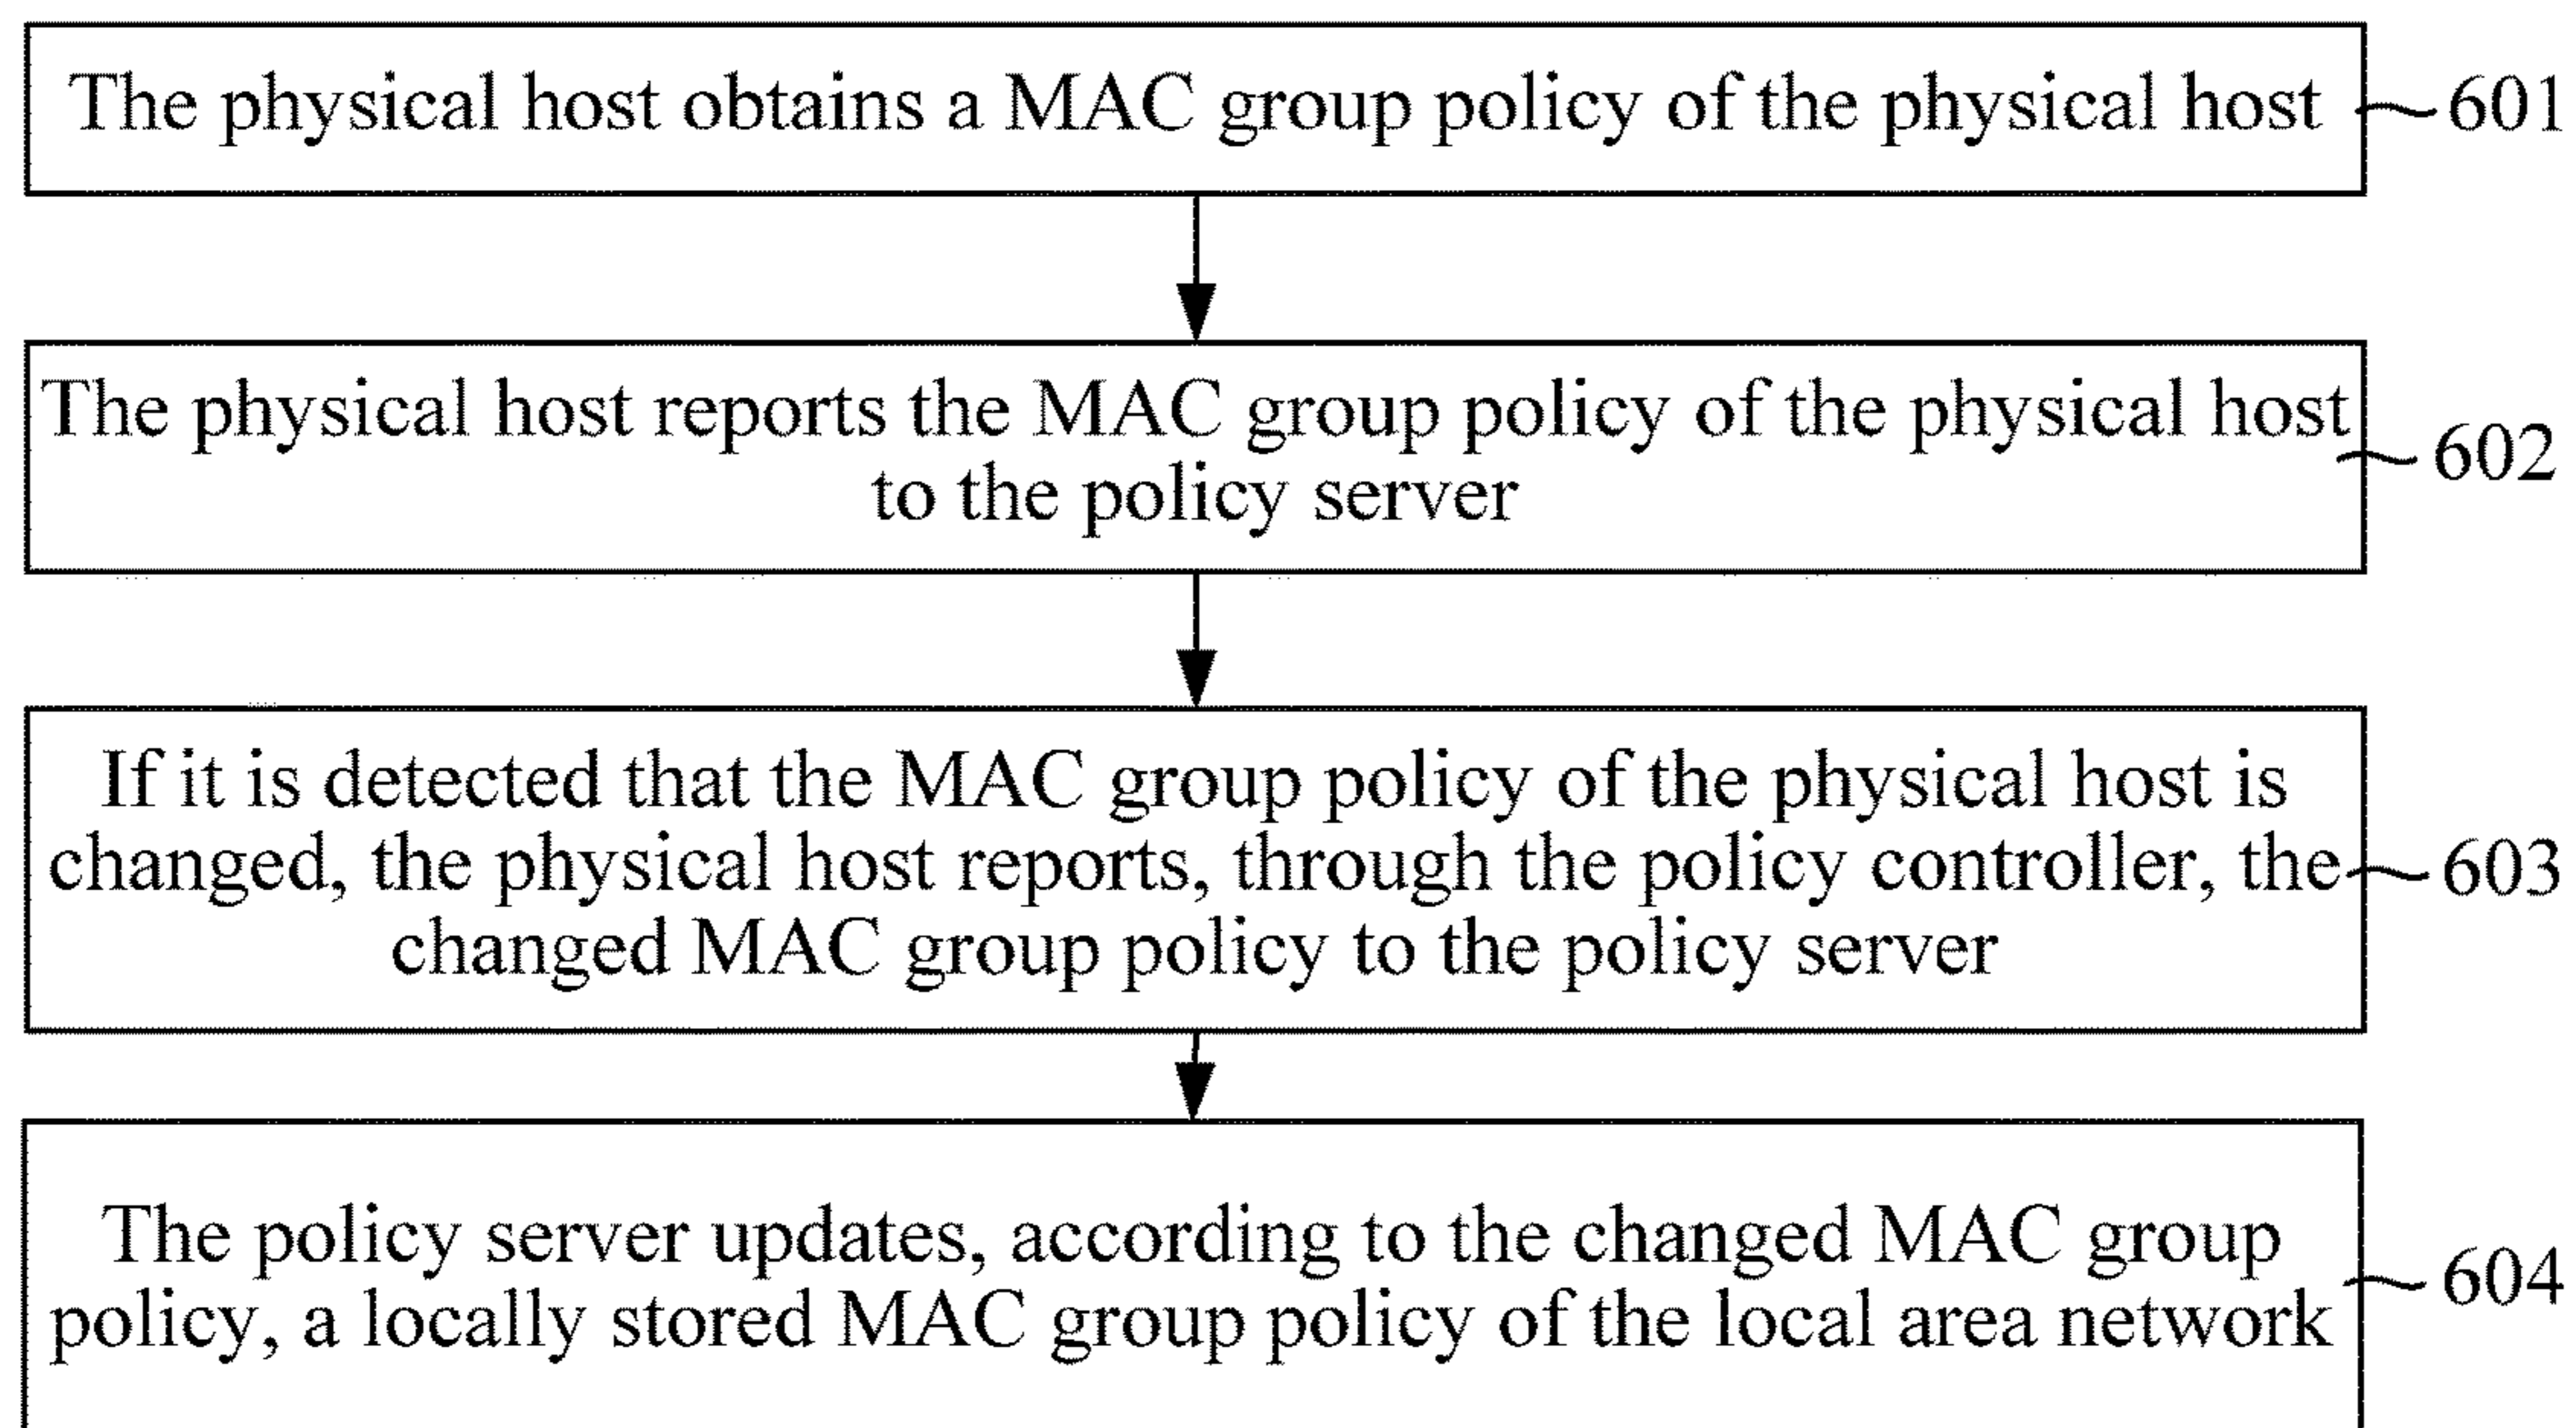 The physical host obtains a MAC group policy of the physical host
601
The physical host reports the MAC group policy of the physical host
to the policy server
602
If it is detected that the MAC group policy of the physical host is
changed, the physical host reports, through the policy controller, the
changed MAC group policy to the policy server
603
The policy server updates, according to the changed MAC group
policy, a locally stored MAC group policy of the local area network
604